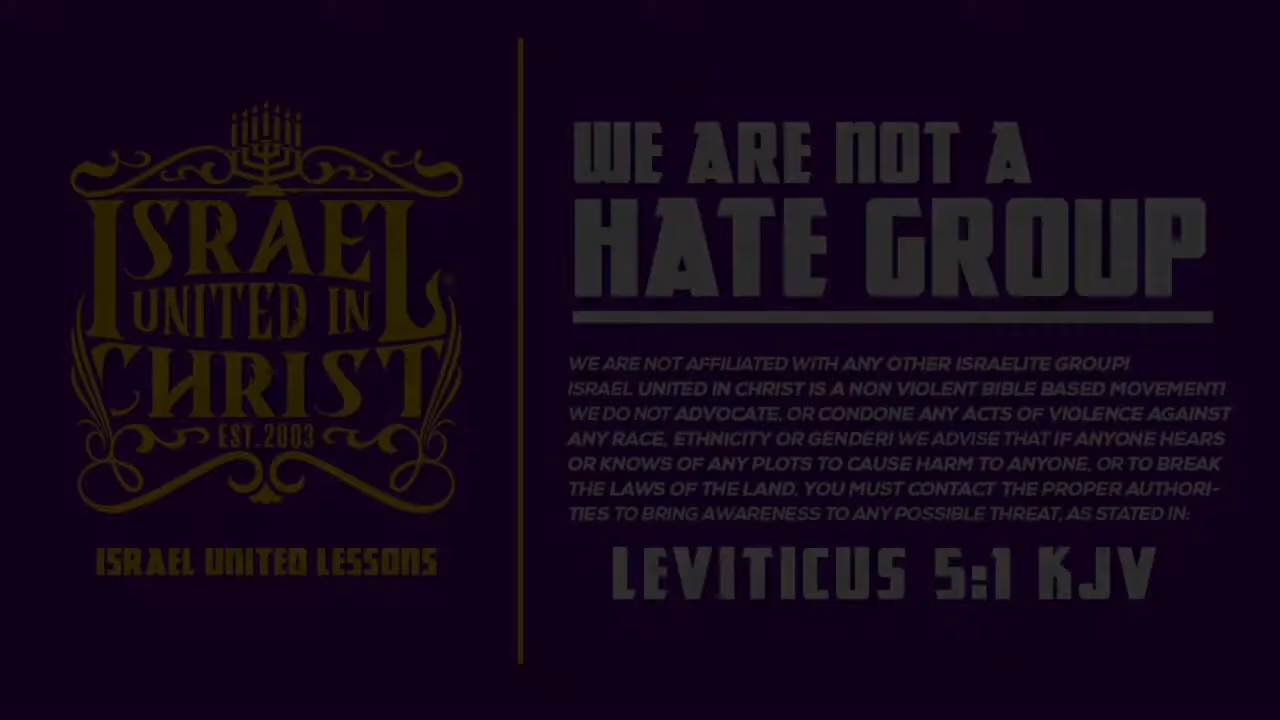 ISRAEL
UNITED IN
CHRIST
EST. 2003
ISRAEL UNITED LESSONS
WE ARE NOT A
HATE GROUP
WE ARE NOT AFFILIATED WITH ANY OTHER ISRAELITE GROUP!
ISRAEL UNITED IN CHRIST IS A NON VIOLENT BIBLE BASED MOVEMENT!
WE DO NOT ADVOCATE, OR CONDONE ANY ACTS OF VIOLENCE AGAINST
ANY RACE, ETHNICITY OR GENDER! WE ADVISE THAT IF ANYONE HEARS
OR KNOWS OF ANY PLOTS TO CAUSE HARM TO ANYONE, OR TO BREAK
THE LAWS OF THE LAND, YOU MUST CONTACT THE PROPER AUTHORI-
TIES TO BRING AWARENESS TO ANY POSSIBLE THREAT, AS STATED IN:
LEVITICUS 5:1 KJV